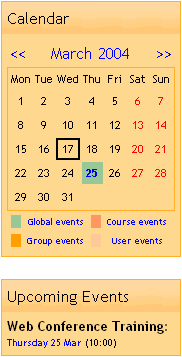 Calendar
<< March 2004 >>
Mon Tue Wed Thu Fri Sat Sun
1 2 3 4 5 6 7
8 9 10 11 12 13 14
15 16 17 18 19 20 21
22 23 24 25 26 27 28
29 30 31
Global events Course events
Group events User events
Upcoming Events
Web Conference Training:
Thursday 25 Mar (10:00)